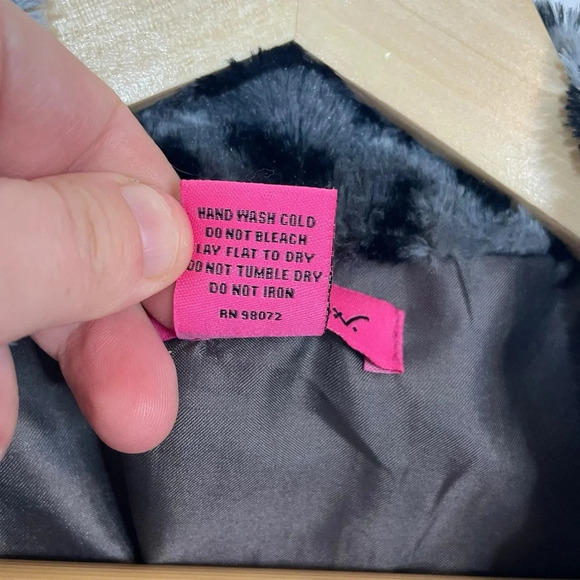 HAND WASH COLD
DO NOT BLEACH
LAY FLAT TO DRY
DO NOT TUMBLE DRY
DO NOT IRON
RN 98072